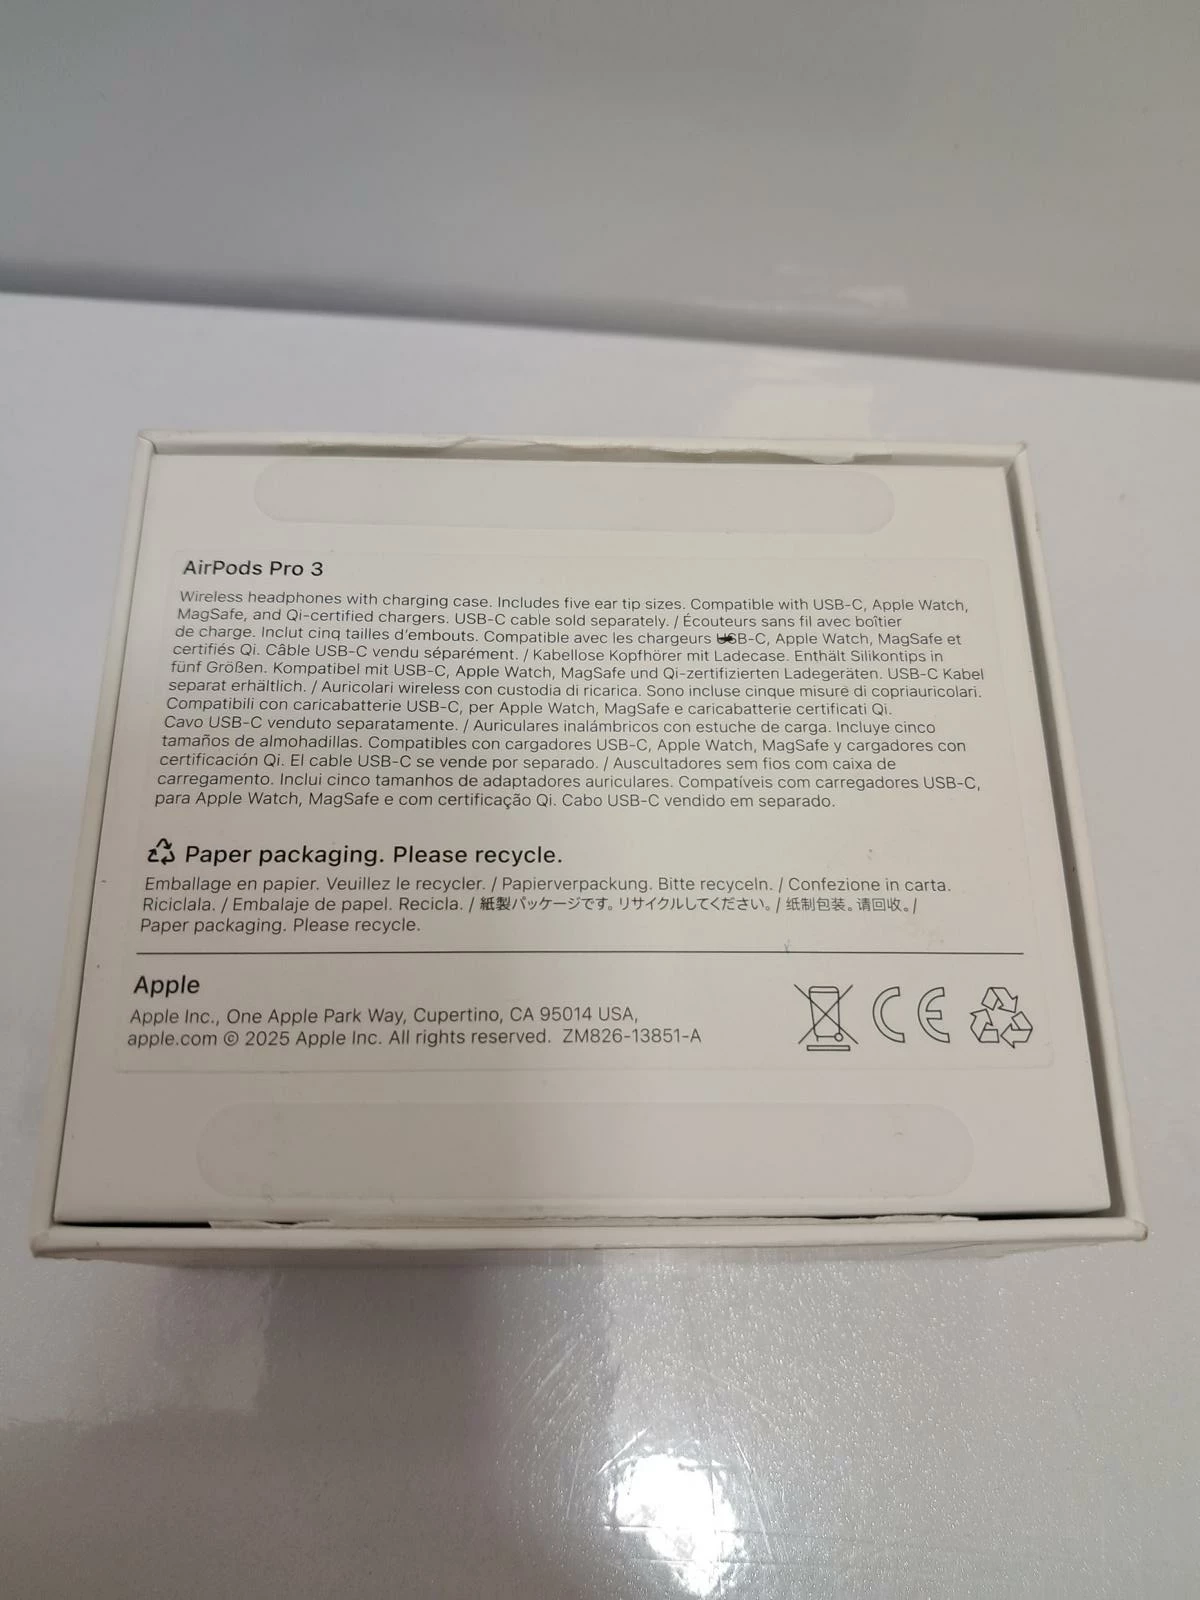 AirPods Pro 3
Wireless headphones with charging case. Includes five ear tip sizes. Compatible with USB-C, Apple Watch,
MagSafe, and Qi-certified chargers. USB-C cable sold separately. / Écouteurs sans fil avec boîtier
de charge. Inclut cinq tailles d’embouts. Compatible avec les chargeurs USB-C, Apple Watch, MagSafe et
certifiés Qi. Câble USB-C vendu séparément. / Kabellose Kopfhörer mit Ladecase. Enthält Silikontips in
fünf Größen. Kompatibel mit USB-C, Apple Watch, MagSafe und Qi-zertifizierten Ladegeräten. USB-C Kabel
separat erhältlich. / Auricolari wireless con custodia di ricarica. Sono incluse cinque misure di copriauricolari.
Compatibili con caricabatterie USB-C, per Apple Watch, MagSafe e caricabatterie certificati Qi.
Cavo USB-C venduto separatamente. / Auriculares inalámbricos con estuche de carga. Incluye cinco
tamaños de almohadillas. Compatibles con cargadores USB-C, Apple Watch, MagSafe y cargadores con
certificación Qi. El cable USB-C se vende por separado. / Auscultadores sem fios com caixa de
carregamento. Inclui cinco tamanhos de adaptadores auriculares. Compatíveis com carregadores USB-C,
para Apple Watch, MagSafe e com certificação Qi. Cabo USB-C vendido em separado.
Paper packaging. Please recycle.
Emballage en papier. Veuillez le recycler. / Papierverpackung. Bitte recyceln. / Confezione in carta.
Riciclala. / Embalaje de papel. Recicla. / 紙製パッケージです。リサイクルしてください。/ 纸制包装。请回收。/
Paper packaging. Please recycle.
Apple
Apple Inc., One Apple Park Way, Cupertino, CA 95014 USA,
apple.com © 2025 Apple Inc. All rights reserved. ZM826-13851-A
CE